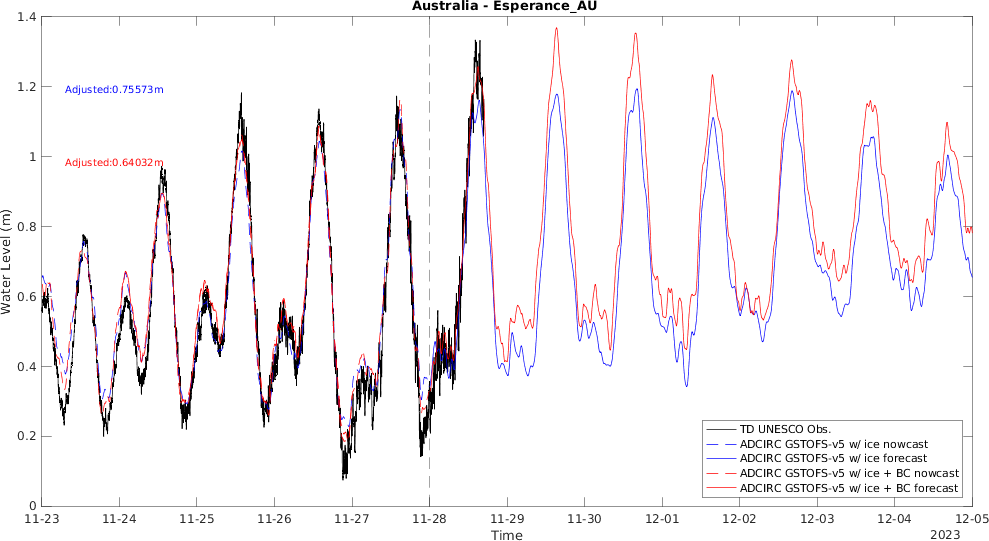 Australia - Esperance_AU
1.4
1.2
1
0.8
0.6
0.4
0.2
0
Water Level (m)
Adjusted:0.75573m
Adjusted:0.64032m
TD UNESCO Obs.
ADCIRC GSTOFS-v5 w/ ice nowcast
ADCIRC GSTOFS-v5 w/ ice forecast
ADCIRC GSTOFS-v5 w/ ice + BC nowcast
ADCIRC GSTOFS-v5 w/ ice + BC forecast
11-23 11-24 11-25 11-26 11-27 11-28 11-29 11-30 12-01 12-02 12-03 12-04 12-05
Time
2023